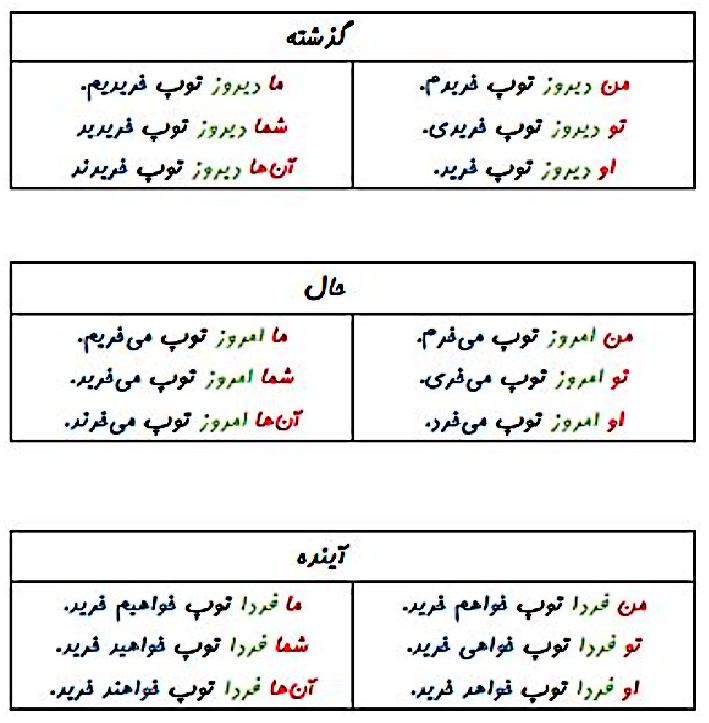 گذشته
من دیروز توپ خریدم.
تو دیروز توپ خریدی.
او دیروز توپ خرید.
ما دیروز توپ خریدیم.
شما دیروز توپ خریدید
آن‌ها دیروز توپ خریدند
حال
من امروز توپ می‌خرم.
تو امروز توپ می‌خری.
او امروز توپ می‌خرد.
ما امروز توپ می‌خریم.
شما امروز توپ می‌خرید.
آن‌ها امروز توپ می‌خرند.
آینده
من فردا توپ خواهم خرید.
تو فردا توپ خواهی خرید.
او فردا توپ خواهد خرید.
ما فردا توپ خواهیم خرید.
شما فردا توپ خواهید خرید.
آن‌ها فردا توپ خواهند خرید.